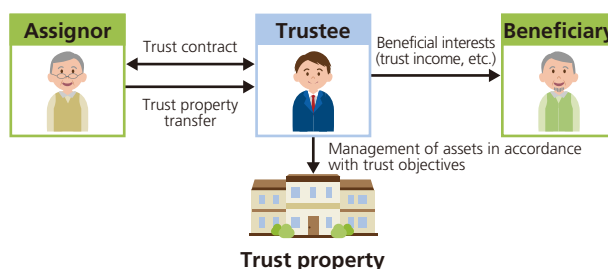 Assignor
Trust contract
Trust property
transfer
Trustee
Beneficial interests
(trust income, etc.)
Beneficiary
Management of assets in accordance
with trust objectives
Trust property